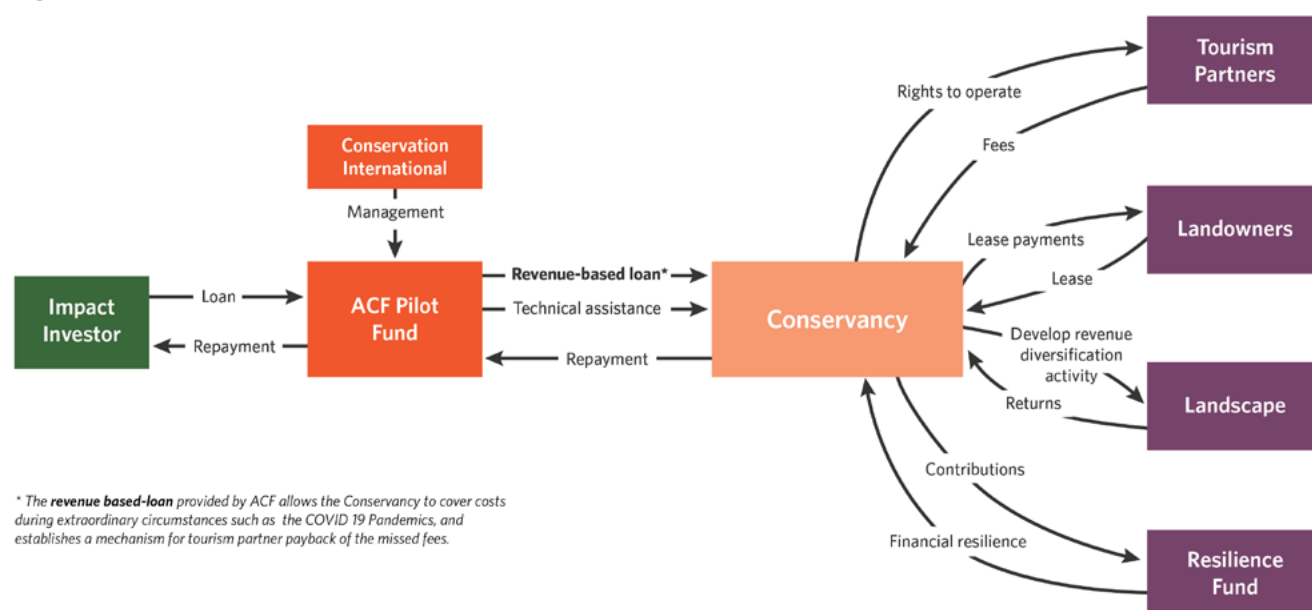 Tourism
Partners
Rights to operate
Fees
Conservation
International
Management
Landowners
Lease payments
Lease
Impact
Investor
Loan
Repayment
ACF Pilot
Fund
Revenue-based loan*
Technical assistance
Repayment
Conservancy
Develop revenue
diversification
activity
Returns
Landscape
Contributions
Financial resilience
Resilience
Fund
* The revenue based-loan provided by ACF allows the Conservancy to cover costs
during extraordinary circumstances such as the COVID 19 Pandemics, and
establishes a mechanism for tourism partner payback of the missed fees.